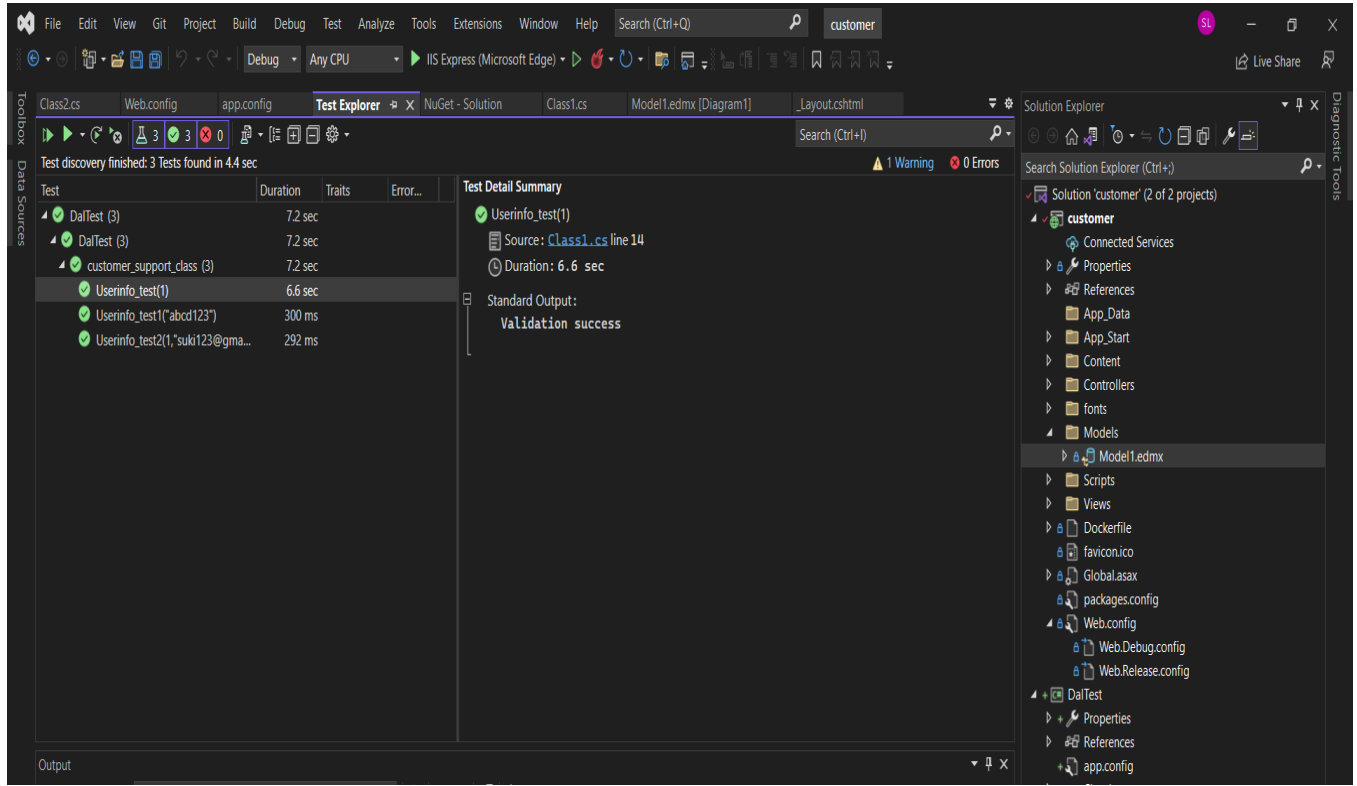 File Edit View Git Project Build Debug Test Analyze Tools Extensions Window Help Search (Ctrl+Q) customer SL
Debug Any CPU IIS Express (Microsoft Edge) Live Share
Toolbox
Data Sources
Class2.cs Web.config app.config Test Explorer NuGet - Solution Class1.cs Model1.edmx [Diagram1] _Layout.cshtml
3 3 0 Search (Ctrl+I)
Test discovery finished: 3 Tests found in 4.4 sec 1 Warning 0 Errors
Test Duration Traits Error...
DalTest (3) 7.2 sec
DalTest (3) 7.2 sec
customer_support_class (3) 7.2 sec
Userinfo_test(1) 6.6 sec
Userinfo_test1("abcd123") 300 ms
Userinfo_test2(1,"suki123@gma... 292 ms
Test Detail Summary
Userinfo_test(1)
Source: Class1.cs line 14
Duration: 6.6 sec
Standard Output:
Validation success
Output
Solution Explorer
Search Solution Explorer (Ctrl+;)
Solution 'customer' (2 of 2 projects)
customer
Connected Services
Properties
References
App_Data
App_Start
Content
Controllers
fonts
Models
Model1.edmx
Scripts
Views
Dockerfile
favicon.ico
Global.asax
packages.config
Web.config
Web.Debug.config
Web.Release.config
DalTest
Properties
References
app.config
Diagnostic Tools